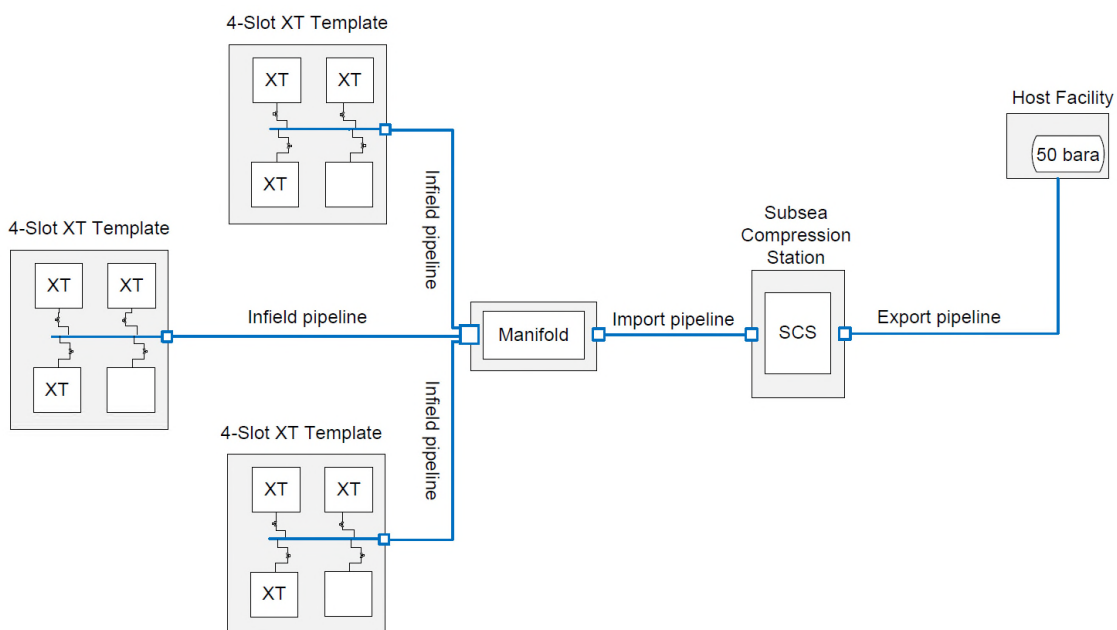 4-Slot XT Template
XT XT
XT
Infield pipeline
4-Slot XT Template
XT XT
XT
Infield pipeline
4-Slot XT Template
XT XT
XT
Infield pipeline
Manifold
Import pipeline
Subsea
Compression
Station
SCS
Export pipeline
Host Facility
50 bara